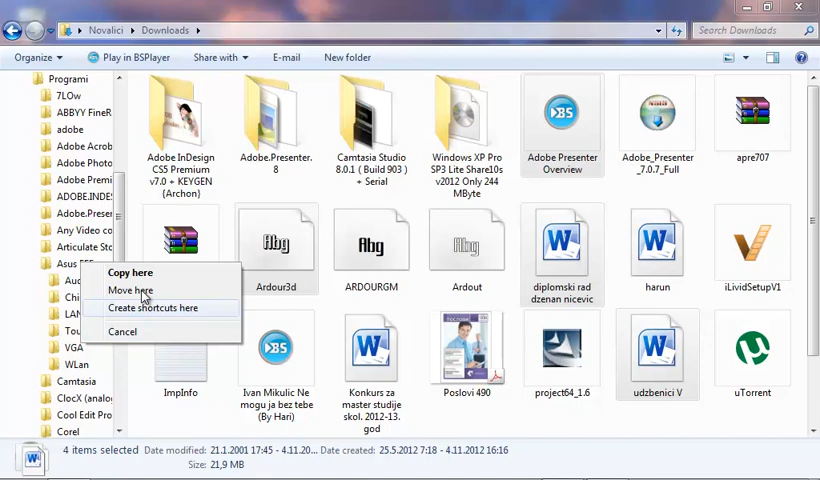 Novalici ▸ Downloads ▸
Search Downloads
Organize
Play in BSPlayer
Share with
E-mail
New folder
Programi
7LOw
ABBYY FineR
adobe
Adobe Acrob
Adobe Photo
Adobe Premi
ADOBE.INDES
Adobe.Preser
Any Video co
Articulate Sto
Asus
Chi
LAN
Tou
VGA
WLan
Camtasia
ClocX (analog
Cool Edit Pro
Corel
Adobe InDesign
CS5 Premium
v7.0 + KEYGEN
{Archon}
Adobe.Presenter.
8
Camtasia Studio
8.0.1 ( Build 903 )
+ Serial
Windows XP Pro
SP3 Lite Share10s
v2012 Only 244
MByte
Adobe Presenter
Overview
Adobe_Presenter
_7.0.7_Full
apre707
Copy here
Move here
Create shortcuts here
Cancel
Abg
Ardour3d
Abg
ARDOURGM
Abg
Ardout
diplomski rad
dzenan nicevic
harun
iLividSetupV1
ImpInfo
Ivan Mikulic Ne
mogu ja bez tebe
(By Hari)
Konkurs za
master studije
skol. 2012-13.
god
Poslovi 490
project64_1.6
udzbenici V
uTorrent
4 items selected
Date modified: 21.1.2001 17:45 - 4.11.20...
Date created: 25.5.2012 7:18 - 4.11.2012 16:16
Size: 21,9 MB